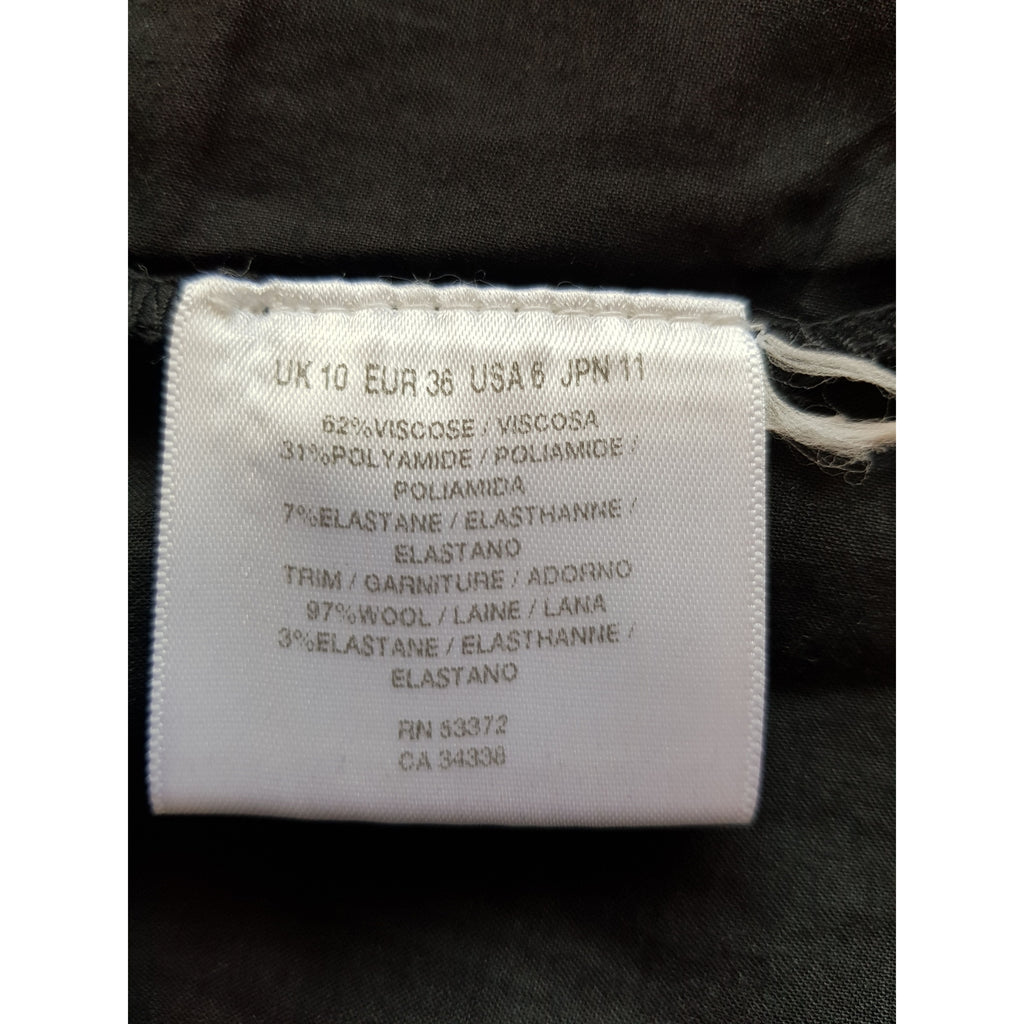 UK 10 EUR 36 USA 6 JPN 11
62%VISCOSE / VISCOSA
31%POLYAMIDE / POLIAMIDE /
POLIAMIDA
7%ELASTANE / ELASTHANNE /
ELASTANO
TRIM / GARNITURE / ADORNO
97%WOOL / LAINE / LANA
3%ELASTANE / ELASTHANNE /
ELASTANO
RN 53372
CA 34338